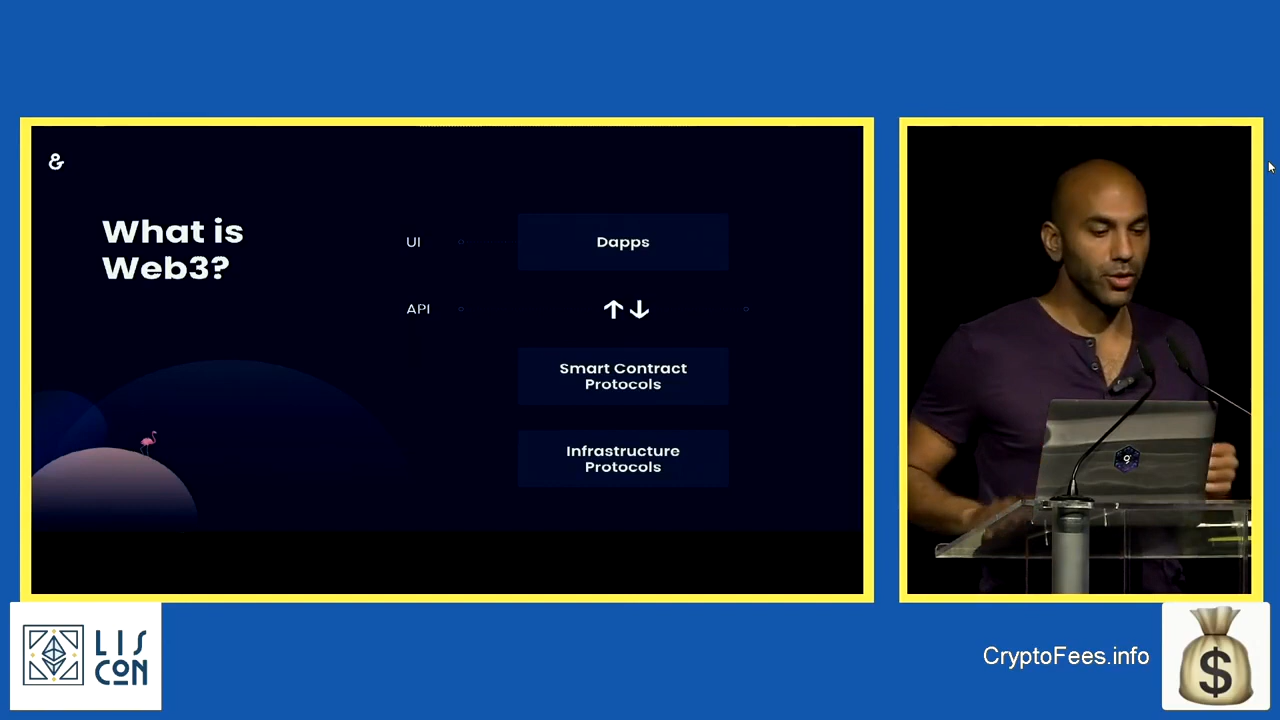 &
What is
Web3?
UI
Dapps
API
↑↓
Smart Contract
Protocols
Infrastructure
Protocols
LIS
CON
CryptoFees.info
$